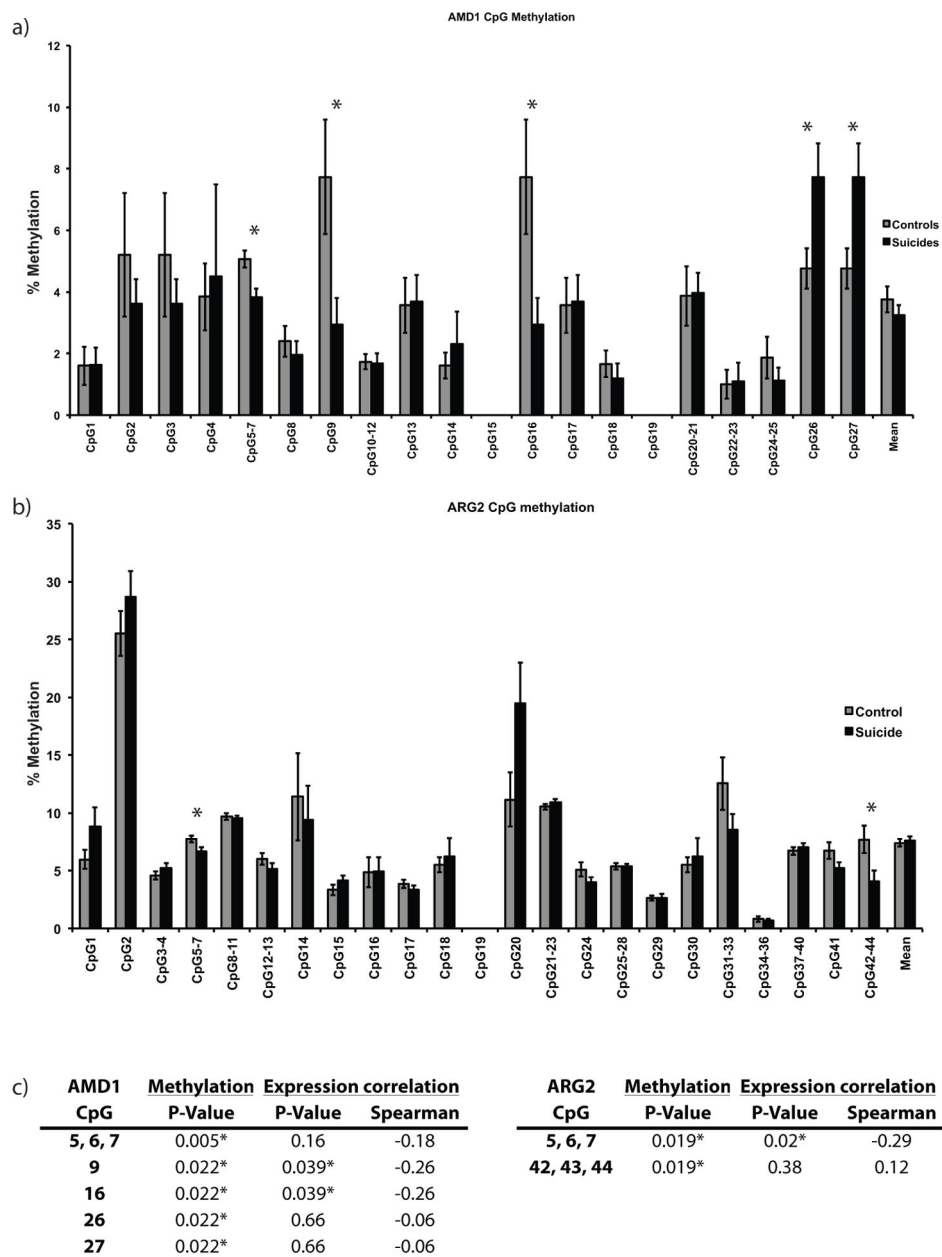 a)
AMD1 CpG Methylation
% Methylation
12
10
8
6
4
2
0
* * * * *
Controls
Suicides
CpG1 CpG2 CpG3 CpG4 CpG5-7 CpG8 CpG9 CpG10-12 CpG13 CpG14 CpG15 CpG16 CpG17 CpG18 CpG19 CpG20-21 CpG22-23 CpG24-25 CpG26 CpG27 Mean
b)
ARG2 CpG methylation
% Methylation
35
30
25
20
15
10
5
0
* *
Control
Suicide
CpG1 CpG2 CpG3-4 CpG5-7 CpG8-11 CpG12-13 CpG14 CpG15 CpG16 CpG17 CpG18 CpG19 CpG20 CpG21-23 CpG24 CpG25-28 CpG29 CpG30 CpG31-33 CpG34-36 CpG37-40 CpG41 CpG42-44 Mean
c)
AMD1 Methylation Expression correlation
CpG P-Value P-Value Spearman
5, 6, 7 0.005* 0.16 -0.18
9 0.022* 0.039* -0.26
16 0.022* 0.039* -0.26
26 0.022* 0.66 -0.06
27 0.022* 0.66 -0.06
ARG2 Methylation Expression correlation
CpG P-Value P-Value Spearman
5, 6, 7 0.019* 0.02* -0.29
42, 43, 44 0.019* 0.38 0.12